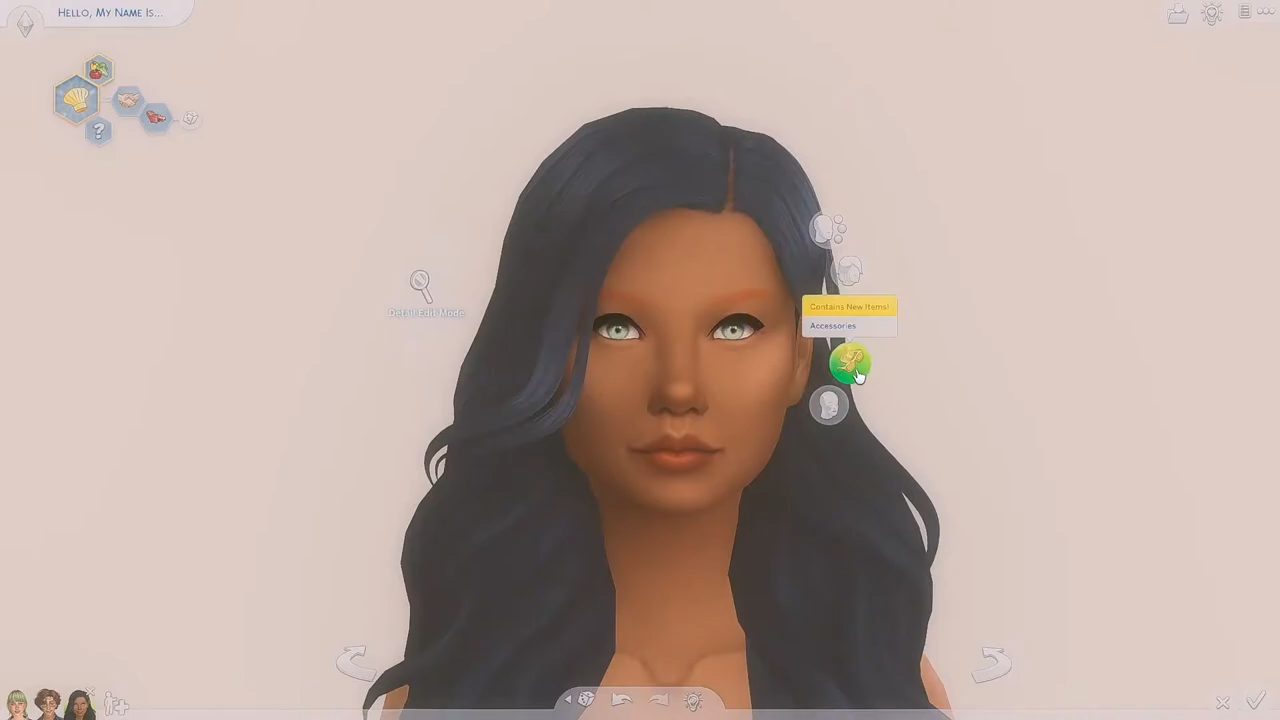 Hello, My Name Is...
Detail Edit Mode
Contains New Items!
Accessories